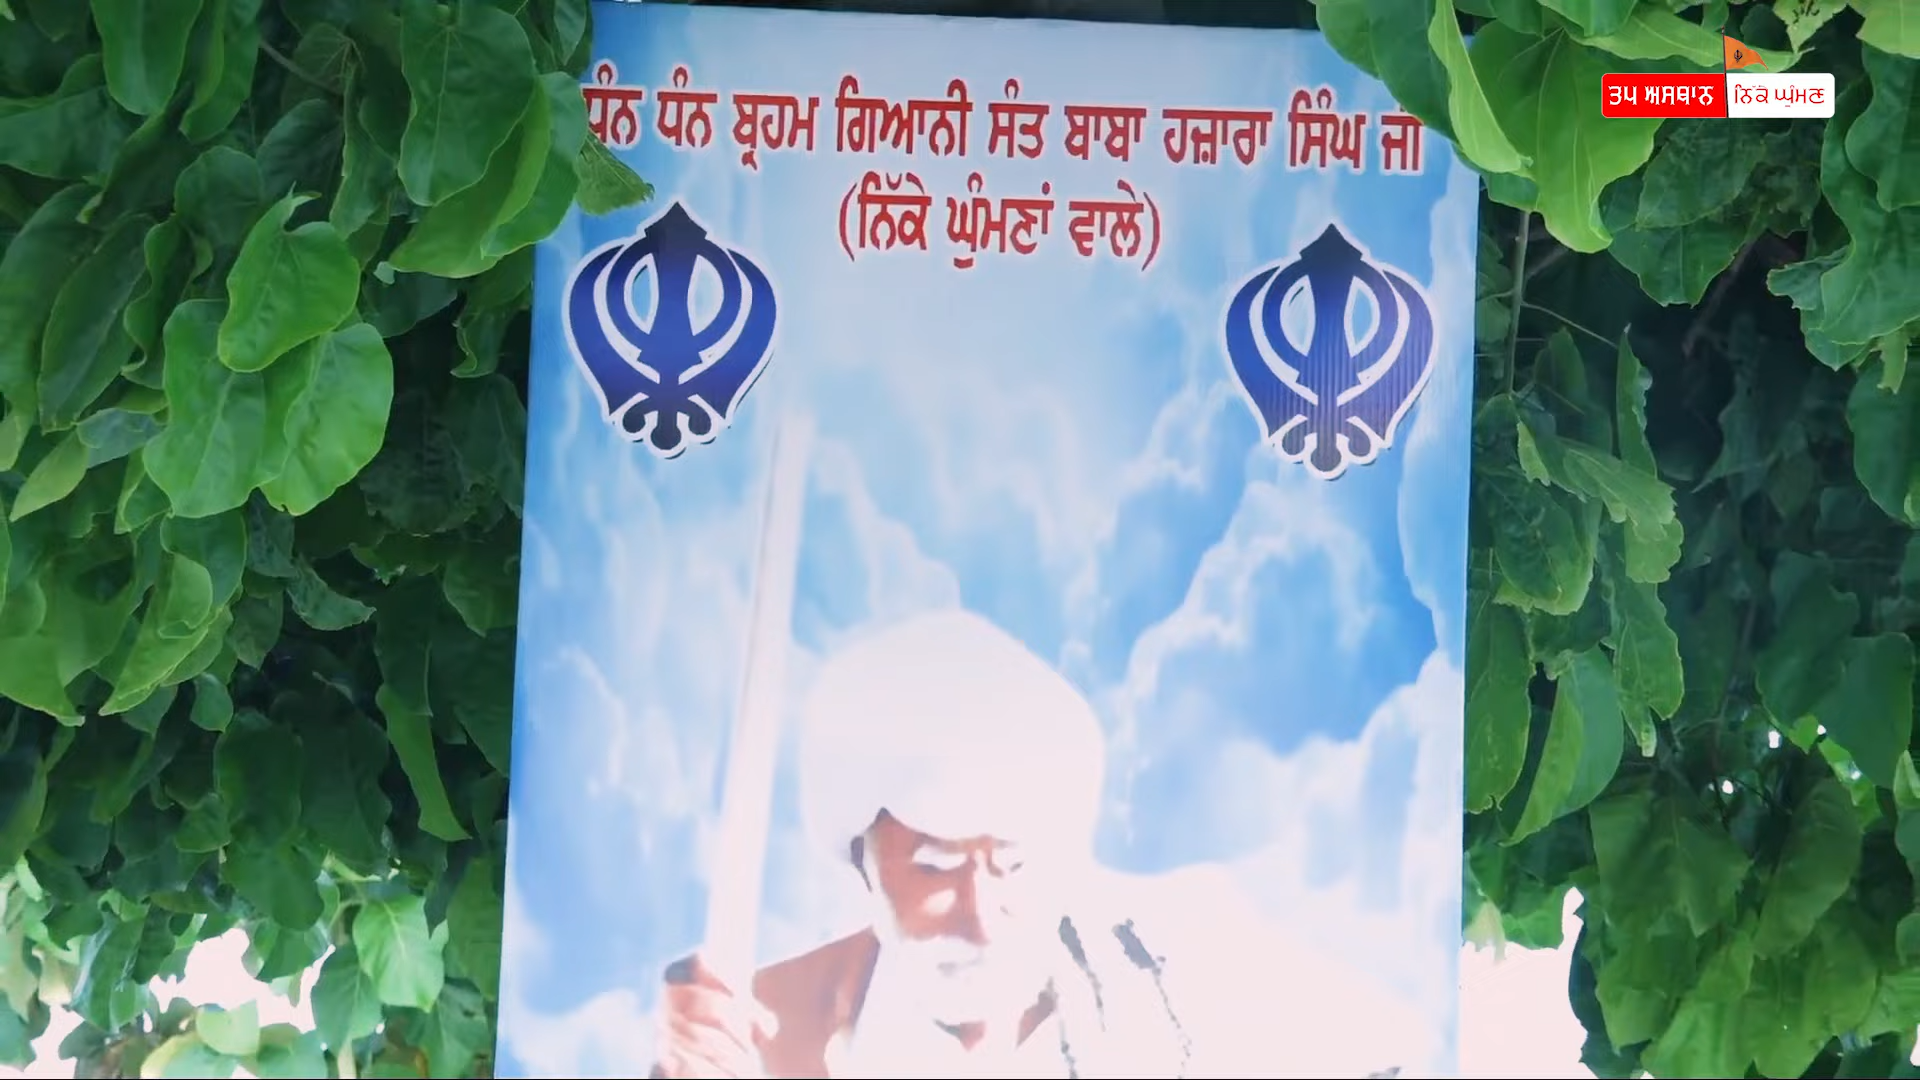 ਧੰਨ ਧੰਨ ਬ੍ਰਹਮ ਗਿਆਨੀ ਸੰਤ ਬਾਬਾ ਹਜ਼ਾਰਾ ਸਿੰਘ ਜੀ
(ਨਿੱਕੇ ਘੁੰਮਣਾਂ ਵਾਲੇ)
ਤਪ ਅਸਥਾਨ ਨਿੱਕੇ ਘੁੰਮਣ